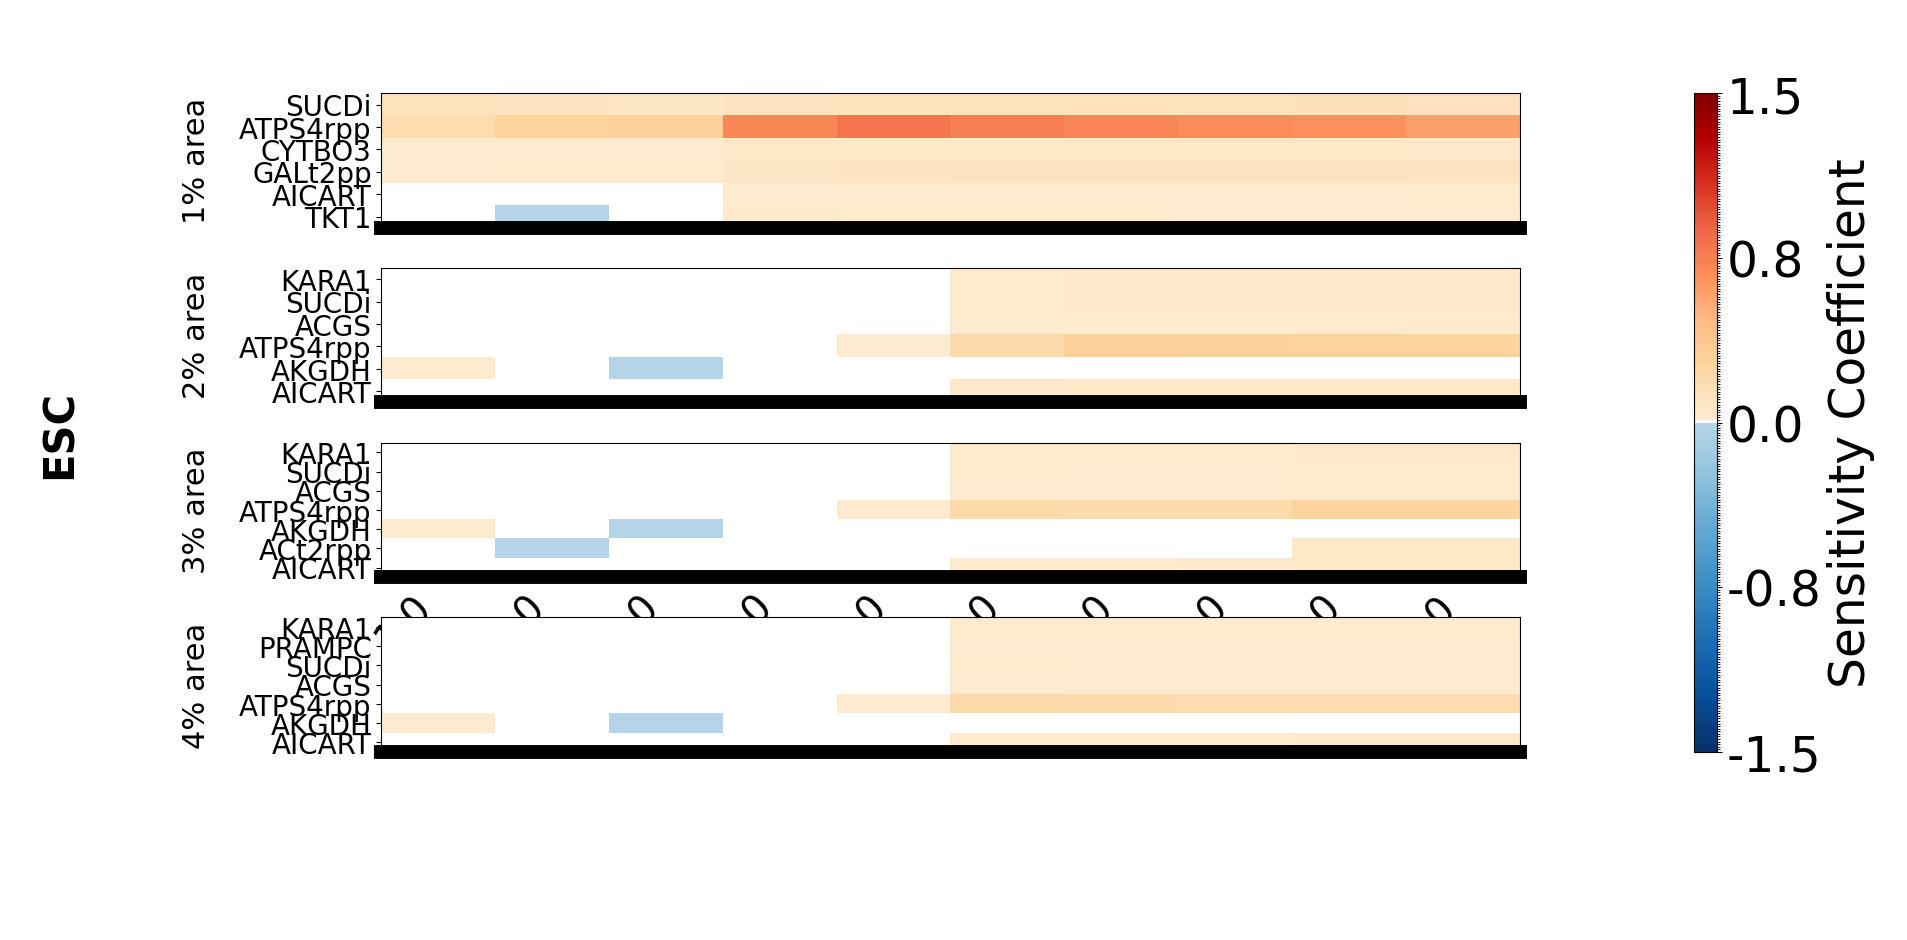 ESC
1% area
SUCDi
ATPS4rpp
CYTBO3
GALt2pp
AICART
TKT1
2% area
KARA1
SUCDi
ACGS
ATPS4rpp
AKGDH
AICART
3% area
KARA1
SUCDi
ACGS
ATPS4rpp
AKGDH
ACt2rpp
AICART
4% area
KARA1
PRAMPC
SUCDi
ACGS
ATPS4rpp
AKGDH
AICART
1.5
0.8
0.0
-0.8
-1.5
Sensitivity Coefficient